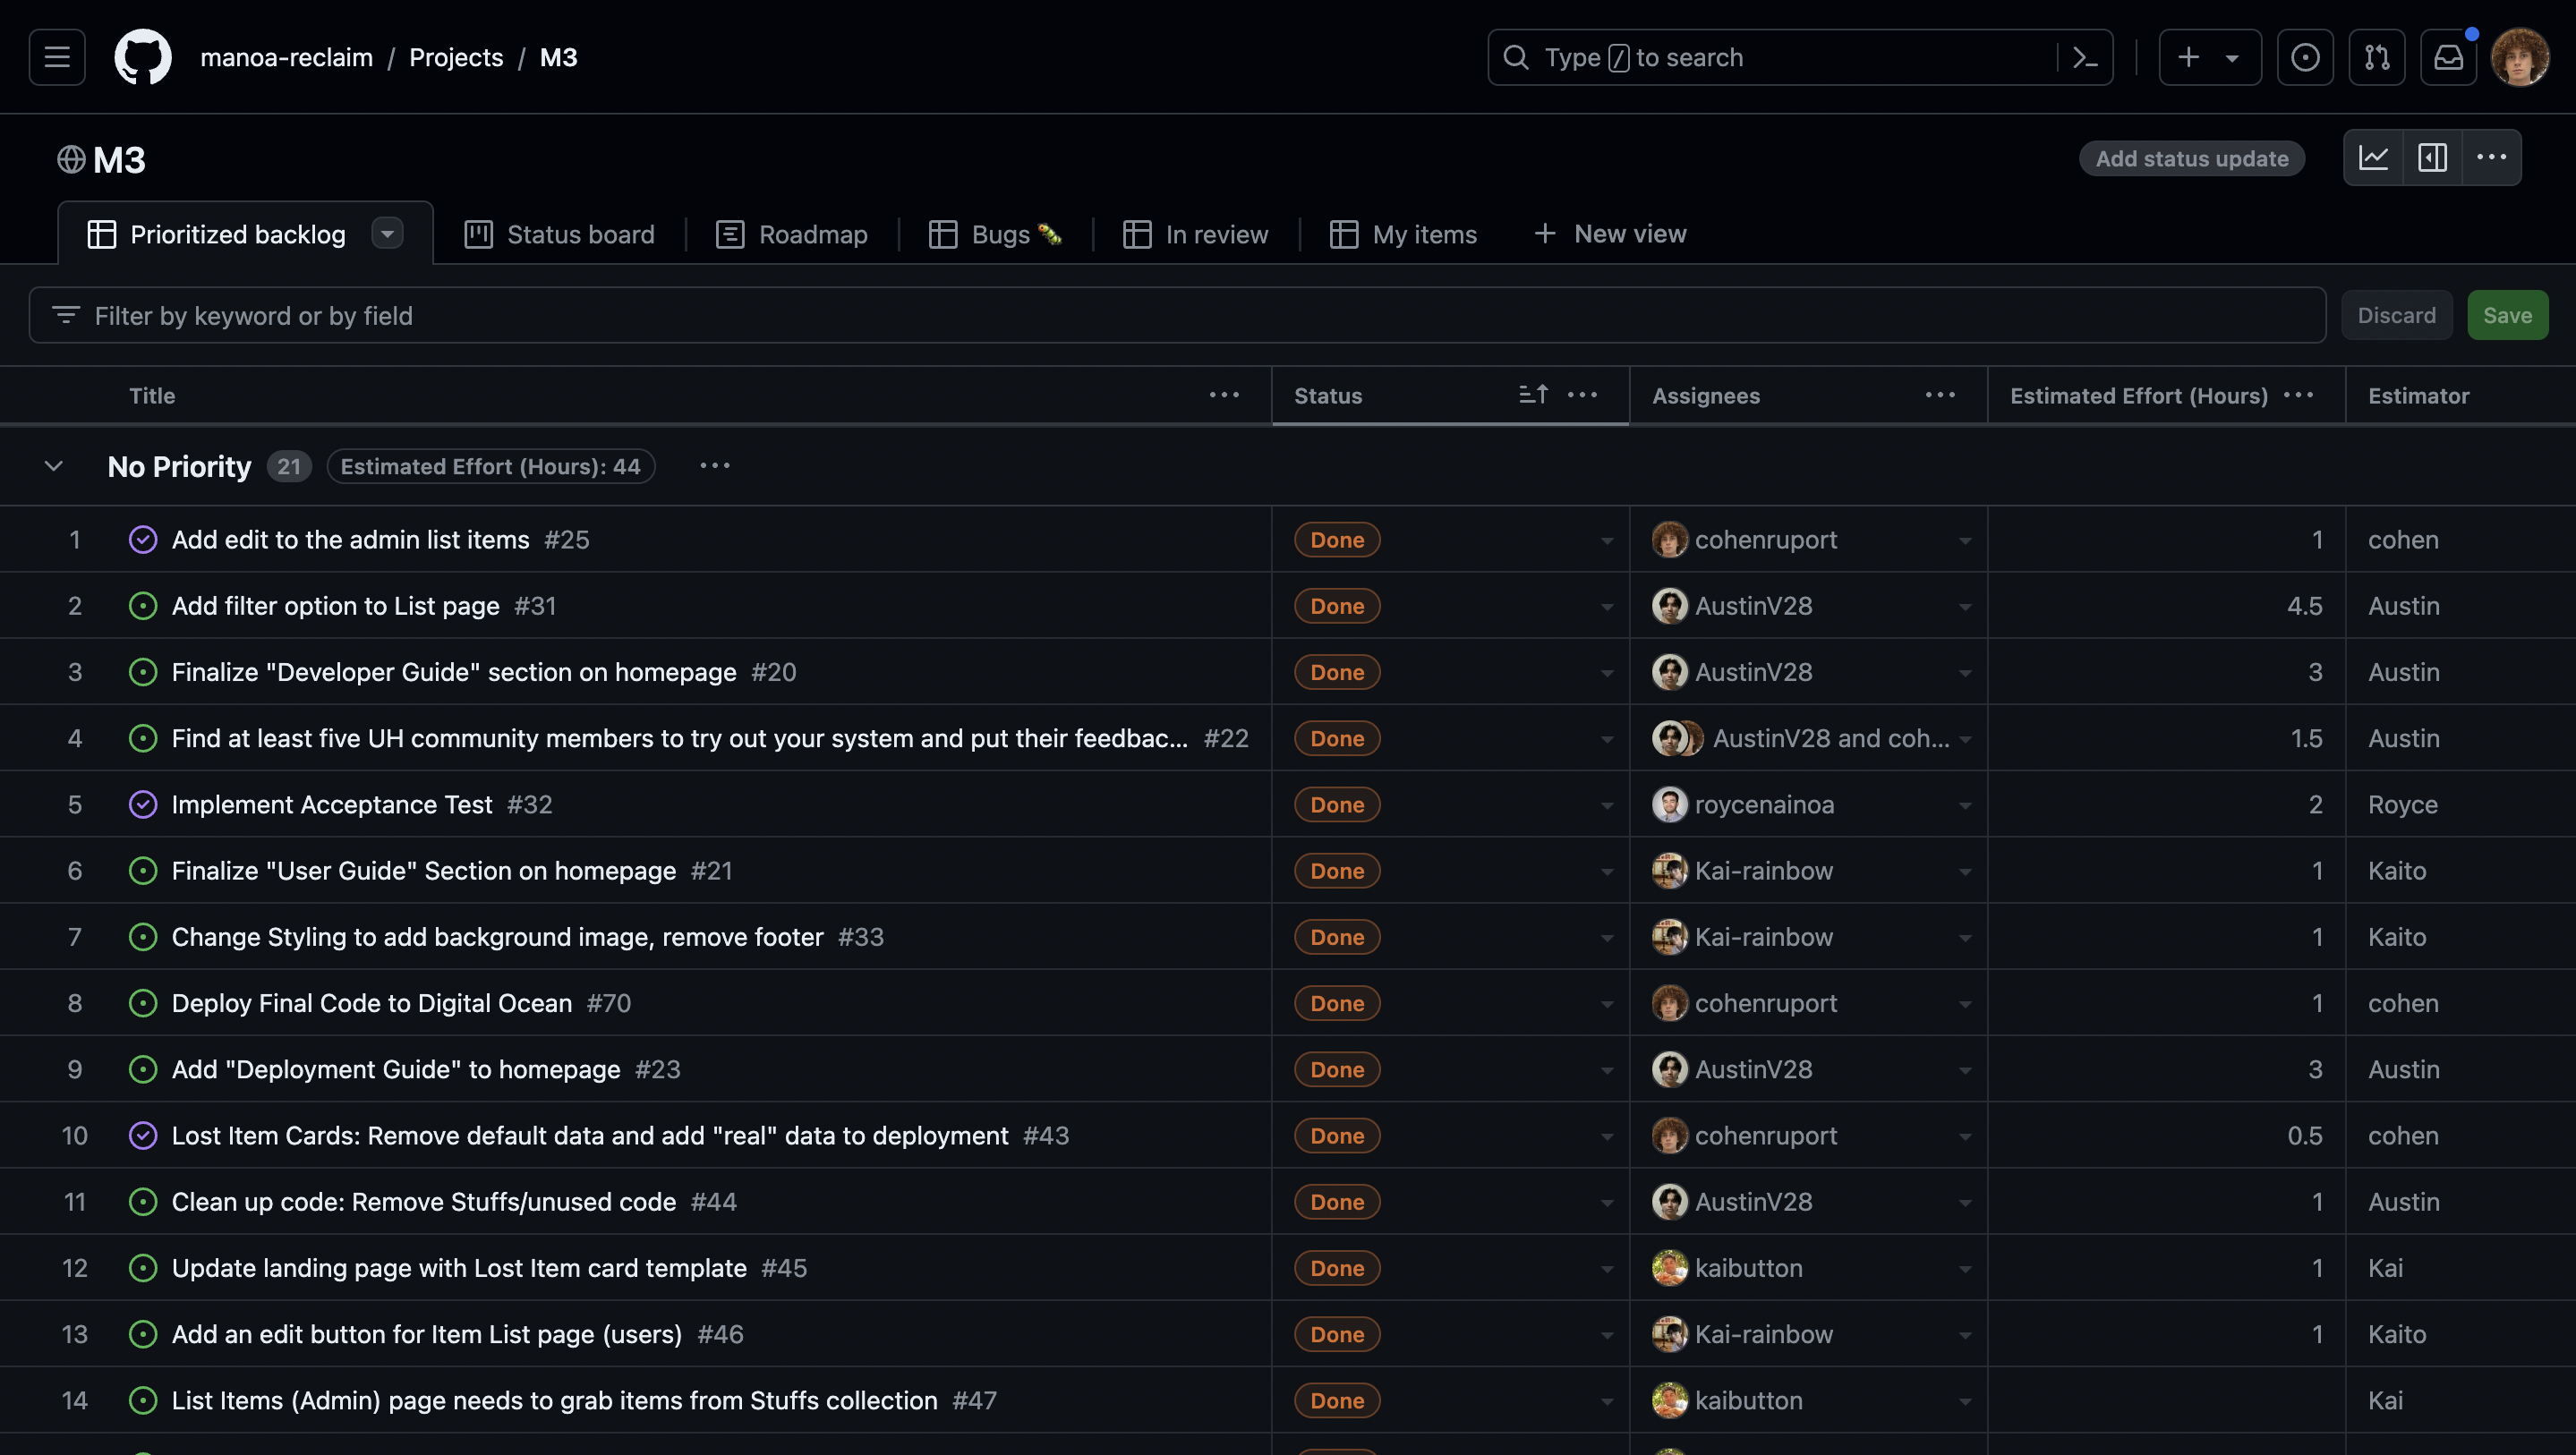 manoa-reclaim / Projects / M3
Type / to search
M3
Add status update
Prioritized backlog
Status board
Roadmap
Bugs 🐛
In review
My items
+ New view
Filter by keyword or by field
Discard
Save
Title Status Assignees Estimated Effort (Hours) Estimator
No Priority 21 Estimated Effort (Hours): 44
1 Add edit to the admin list items #25 Done cohenruport 1 cohen
2 Add filter option to List page #31 Done AustinV28 4.5 Austin
3 Finalize "Developer Guide" section on homepage #20 Done AustinV28 3 Austin
4 Find at least five UH community members to try out your system and put their feedbac... #22 Done AustinV28 and coh... 1.5 Austin
5 Implement Acceptance Test #32 Done roycenainoa 2 Royce
6 Finalize "User Guide" Section on homepage #21 Done Kai-rainbow 1 Kaito
7 Change Styling to add background image, remove footer #33 Done Kai-rainbow 1 Kaito
8 Deploy Final Code to Digital Ocean #70 Done cohenruport 1 cohen
9 Add "Deployment Guide" to homepage #23 Done AustinV28 3 Austin
10 Lost Item Cards: Remove default data and add "real" data to deployment #43 Done cohenruport 0.5 cohen
11 Clean up code: Remove Stuffs/unused code #44 Done AustinV28 1 Austin
12 Update landing page with Lost Item card template #45 Done kaibutton 1 Kai
13 Add an edit button for Item List page (users) #46 Done Kai-rainbow 1 Kaito
14 List Items (Admin) page needs to grab items from Stuffs collection #47 Done kaibutton Kai